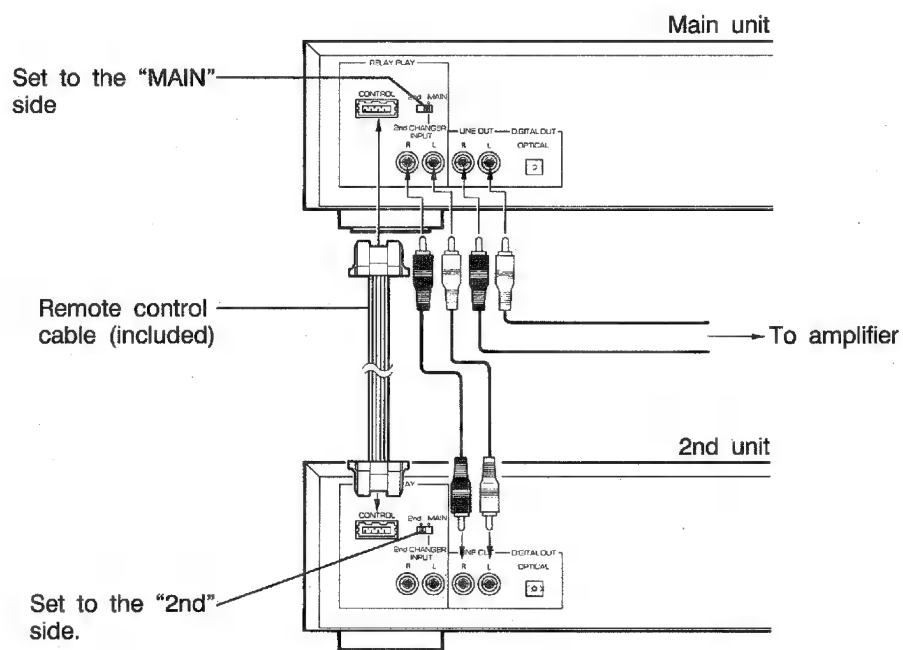 Main unit
Set to the “MAIN”
side
RELAY PLAY
CONTROL
2nd MAIN
2nd CHANGER
INPUT
R L
LINE OUT
R L
DIGITAL OUT
OPTICAL
Remote control
cable (included)
To amplifier
2nd unit
CONTROL
2nd MAIN
2nd CHANGER
INPUT
R L
R L
DIGITAL OUT
OPTICAL
Set to the “2nd”
side.